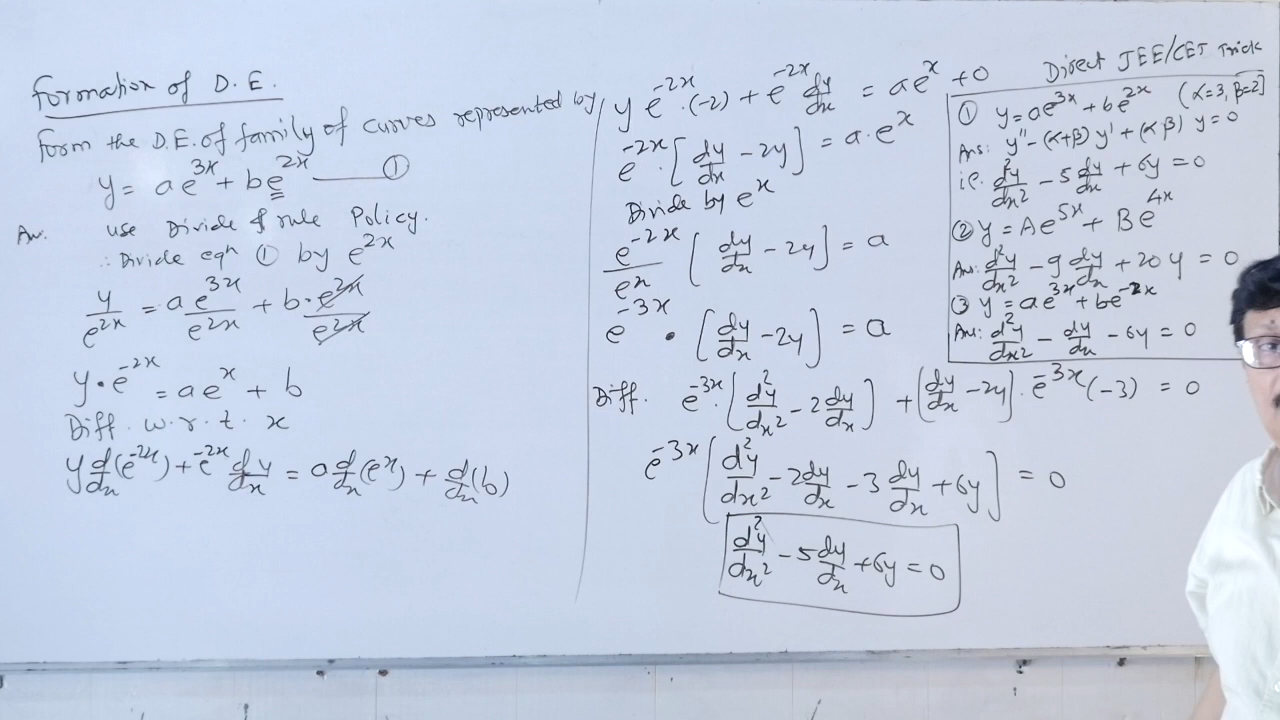 Formation of D.E.
Form the D.E. of family of curves represented by
y = ae^{3x} + be^{2x} ——— ①
An. use Divide & rule Policy.
∴ Divide eqn ① by e^{2x}
y/e^{2x} = a e^{3x}/e^{2x} + b · e^{2x}/e^{2x}
y · e^{-2x} = ae^x + b
Diff. w.r.t. x
y d/dx (e^{-2x}) + e^{-2x} dy/dx = a d/dx (e^x) + d/dx (b)
y e^{-2x} · (-2) + e^{-2x} dy/dx = ae^x + 0
e^{-2x} · [dy/dx - 2y] = a · e^x
Divide by e^x
e^{-2x}/e^x [dy/dx - 2y] = a
e^{-3x} · [dy/dx - 2y] = a
Diff. e^{-3x} · [d²y/dx² - 2 dy/dx] + [dy/dx - 2y] · e^{-3x} (-3) = 0
e^{-3x} [d²y/dx² - 2 dy/dx - 3 dy/dx + 6y] = 0
d²y/dx² - 5 dy/dx + 6y = 0
Direct JEE/CET Trick
① y = ae^{3x} + be^{2x} (α=3, β=2]
Ans: y'' - (α+β) y' + (α β) y = 0
i.e. d²y/dx² - 5 dy/dx + 6y = 0
② y = Ae^{5x} + Be^{4x}
Ans: d²y/dx² - 9 dy/dx + 20 y = 0
③ y = ae^{3x} + be^{-2x}
Ans: d²y/dx² - dy/dx - 6y = 0